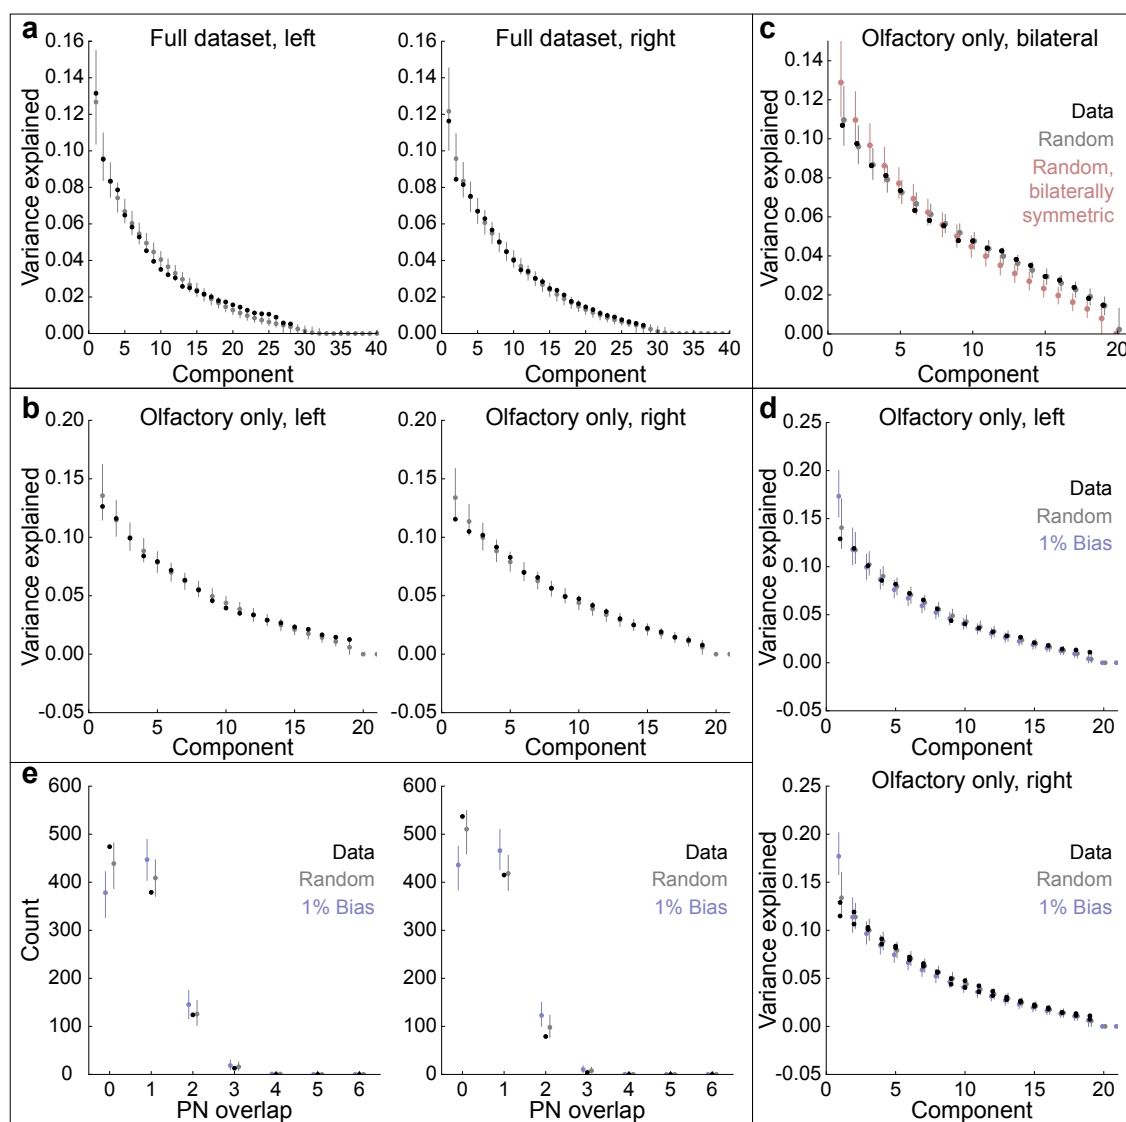 a
Full dataset, left
Variance explained
0.16
0.14
0.12
0.10
0.08
0.06
0.04
0.02
0.00
0 5 10 15 20 25 30 35 40
Component
Full dataset, right
0.16
0.14
0.12
0.10
0.08
0.06
0.04
0.02
0.00
0 5 10 15 20 25 30 35 40
Component
c
Olfactory only, bilateral
Variance explained
0.14
0.12
0.10
0.08
0.06
0.04
0.02
0.00
Data
Random
Random,
bilaterally
symmetric
0 5 10 15 20
Component
b
Olfactory only, left
Variance explained
0.20
0.15
0.10
0.05
0.00
-0.05
0 5 10 15 20
Component
Olfactory only, right
0.20
0.15
0.10
0.05
0.00
-0.05
0 5 10 15 20
Component
d
Olfactory only, left
Variance explained
0.25
0.20
0.15
0.10
0.05
0.00
-0.05
Data
Random
1% Bias
0 5 10 15 20
Component
e
Count
600
500
400
300
200
100
0
Data
Random
1% Bias
0 1 2 3 4 5 6
PN overlap
600
500
400
300
200
100
0
Data
Random
1% Bias
0 1 2 3 4 5 6
PN overlap
Olfactory only, right
Variance explained
0.25
0.20
0.15
0.10
0.05
0.00
-0.05
Data
Random
1% Bias
0 5 10 15 20
Component